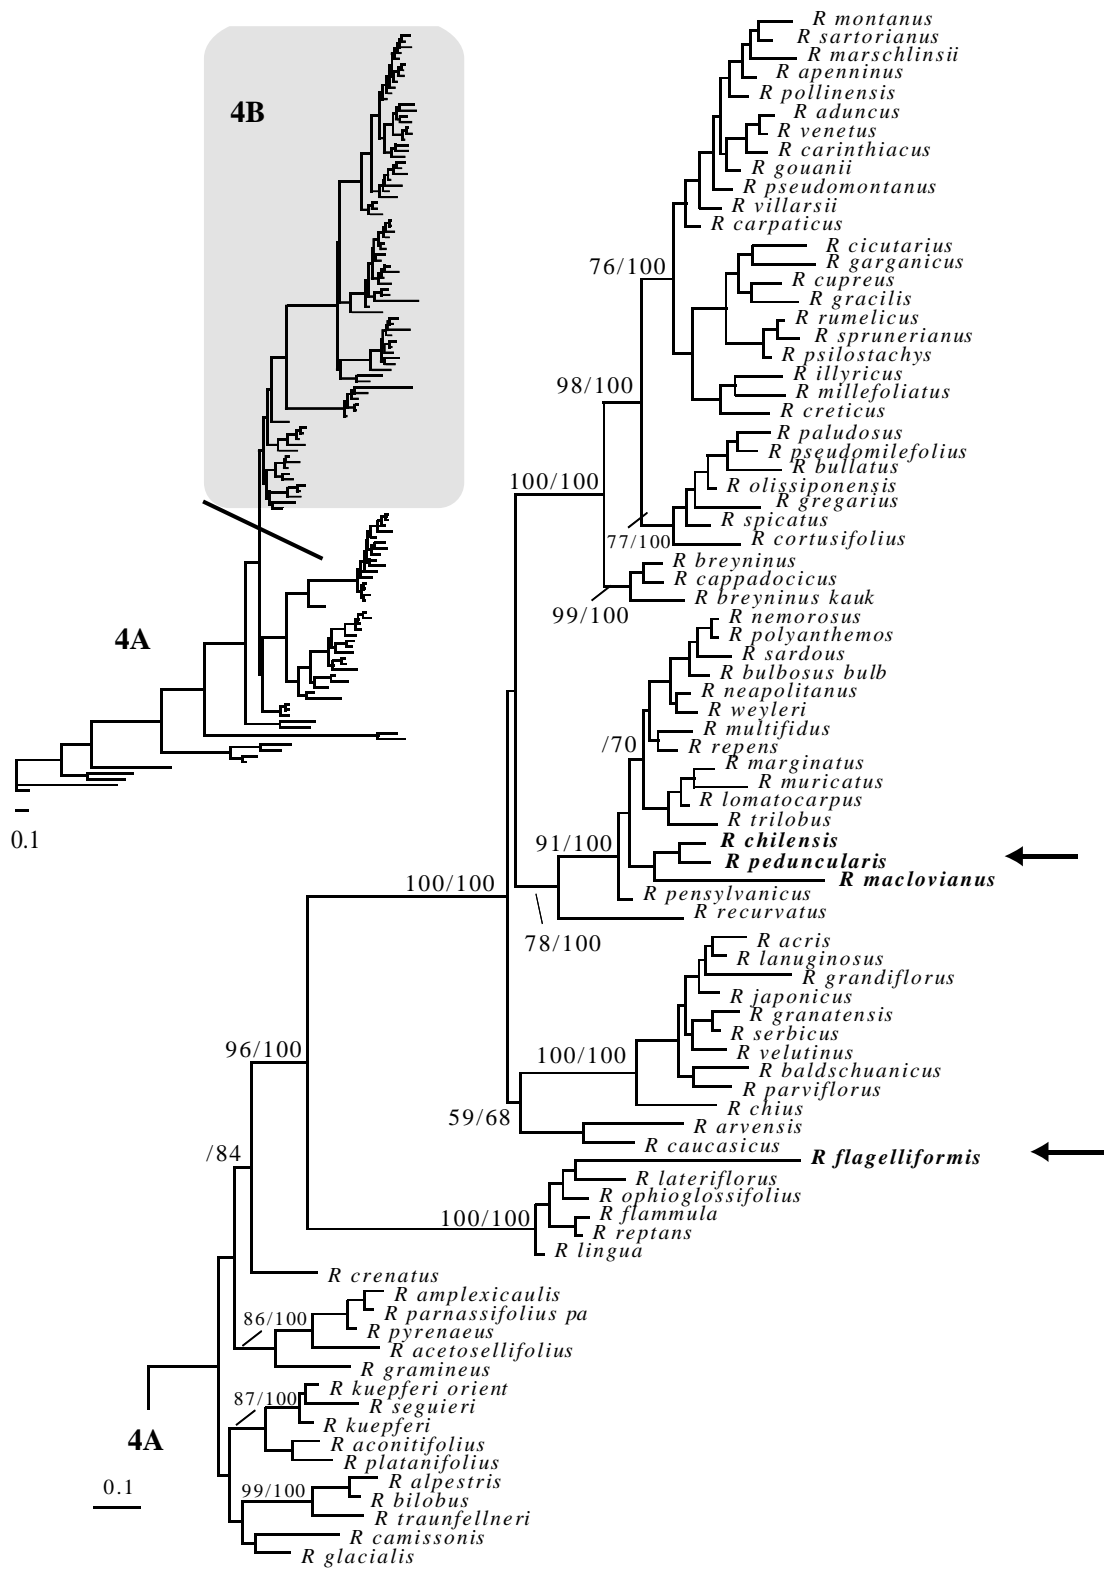 R montanus
R sartorianus
R marschlinsii
R apenninus
R pollinensis
4B
R aduncus
R venetus
R carinthiacus
R gouanii
R pseudomontanus
R villarsii
R carpaticus
R cicutarius
76/100
R garganicus
R cupreus
R gracilis
R rumelicus
R sprunerianus
R psilostachys
R illyricus
98/100
R millefoliatus
R creticus
R paludosus
R pseudomilefolius
R bullatus
100/100
R olissiponensis
R gregarius
R spicatus
77/100
R cortusifolius
R breyninus
R cappadocicus
R breyninus kauk
99/100
R nemorosus
4A
R polyanthemos
R sardous
R bulbosus bulb
R neapolitanus
R weyleri
R multifidus
/70
R repens
R marginatus
R muricatus
R lomatocarpus
R trilobus
0.1
91/100
R chilensis
R peduncularis
R maclovianus
100/100
R pensylvanicus
R recurvatus
78/100
R acris
R lanuginosus
R grandiflorus
R japonicus
R granatensis
R serbicus
96/100
100/100
R velutinus
R baldschuanicus
R parviflorus
R chius
59/68
R arvensis
R caucasicus
/84
R flagelliformis
R lateriflorus
R ophioglossifolius
100/100
R flammula
R reptans
R lingua
R crenatus
R amplexicaulis
R parnassifolius pa
86/100
R pyrenaeus
R acetosellifolius
R gramineus
R kuepferi orient
87/100
R seguieri
R kuepferi
4A
R aconitifolius
R platanifolius
R alpestris
0.1
99/100
R bilobus
R traunfellneri
R camissonis
R glacialis